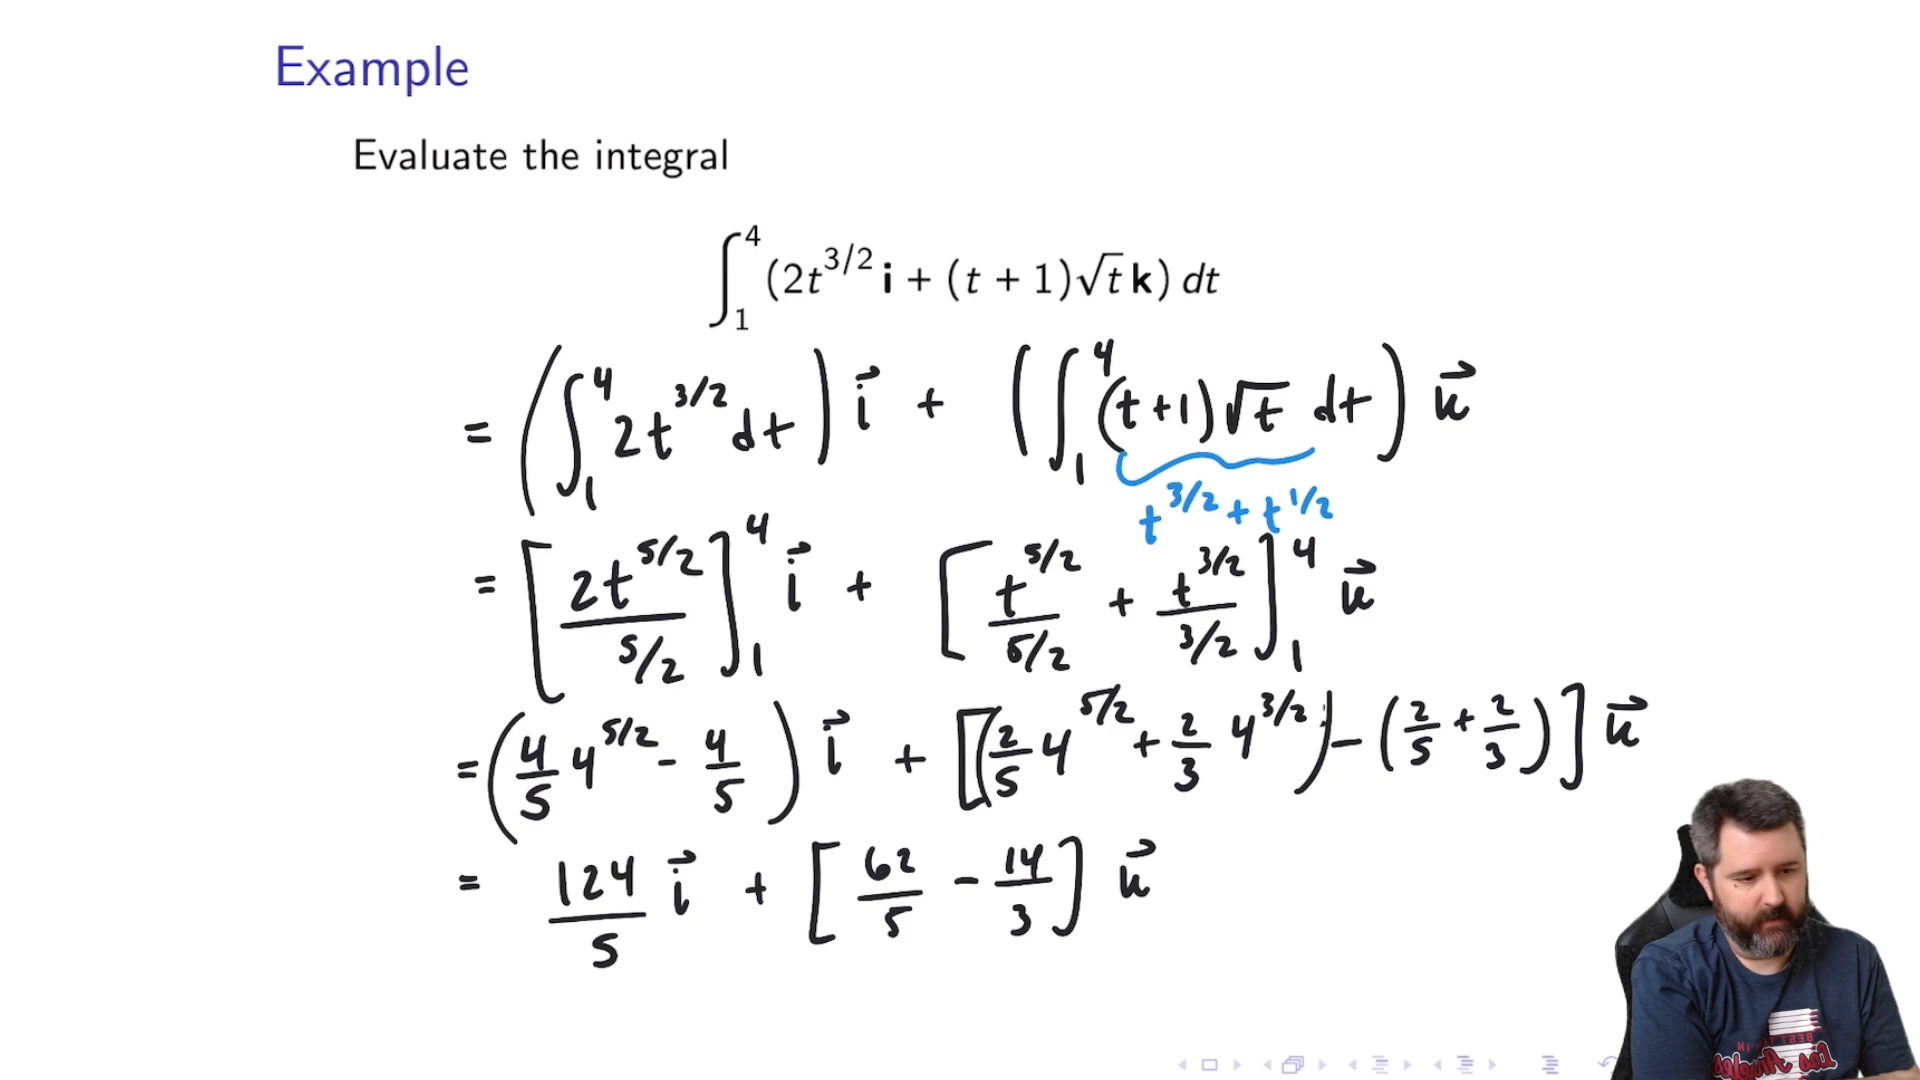 Example
Evaluate the integral
∫₁⁴ (2t^{3/2} **i** + (t + 1)√t **k**) dt
= (∫₁⁴ 2t^{3/2} dt) i⃗ + (∫₁⁴ (t+1)√t dt) k⃗
t^{3/2} + t^{1/2}
= [2t^{5/2} / (5/2)]₁⁴ i⃗ + [t^{5/2} / (5/2) + t^{3/2} / (3/2)]₁⁴ k⃗
= (4/5 4^{5/2} - 4/5) i⃗ + [(2/5 4^{5/2} + 2/3 4^{3/2}) - (2/5 + 2/3)] k⃗
= 124/5 i⃗ + [62/5 - 14/3] k⃗